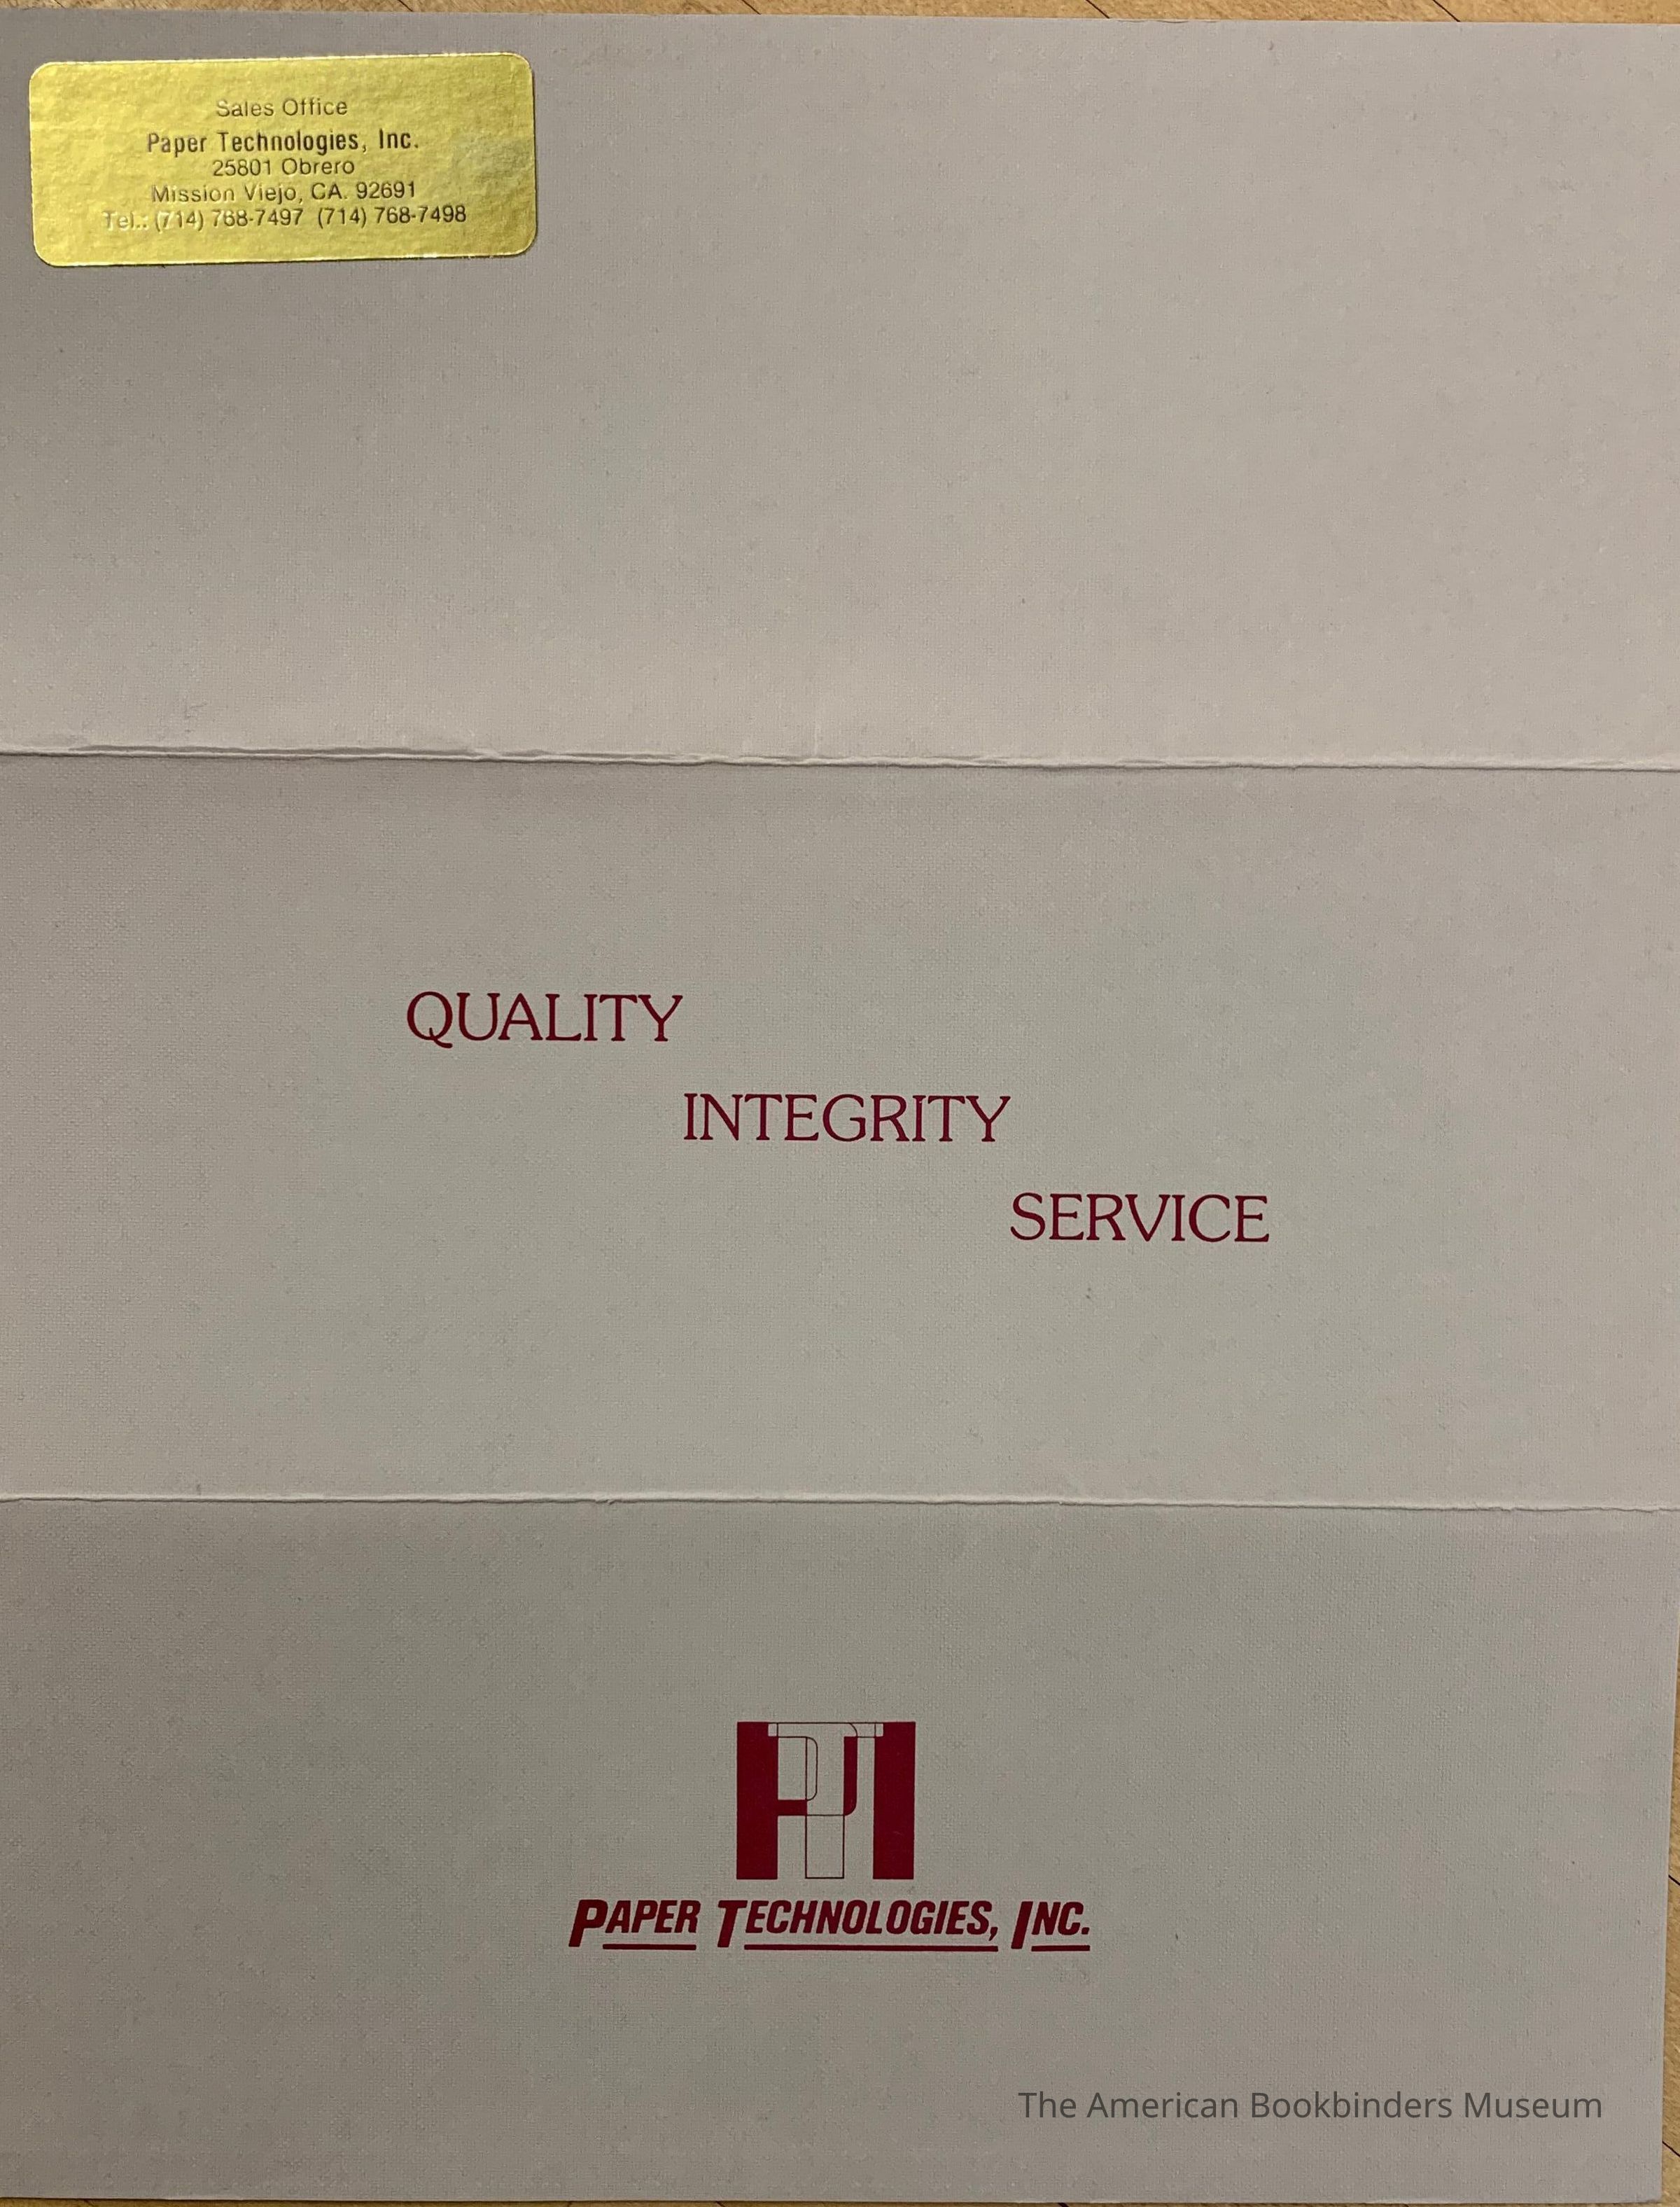 Sales Office
Paper Technologies, Inc.
25801 Obrero
Mission Viejo, CA. 92691
Tel.: (714) 768-7497 (714) 768-7498
QUALITY
INTEGRITY
SERVICE
PTI
PAPER TECHNOLOGIES, INC.
The American Bookbinders Museum